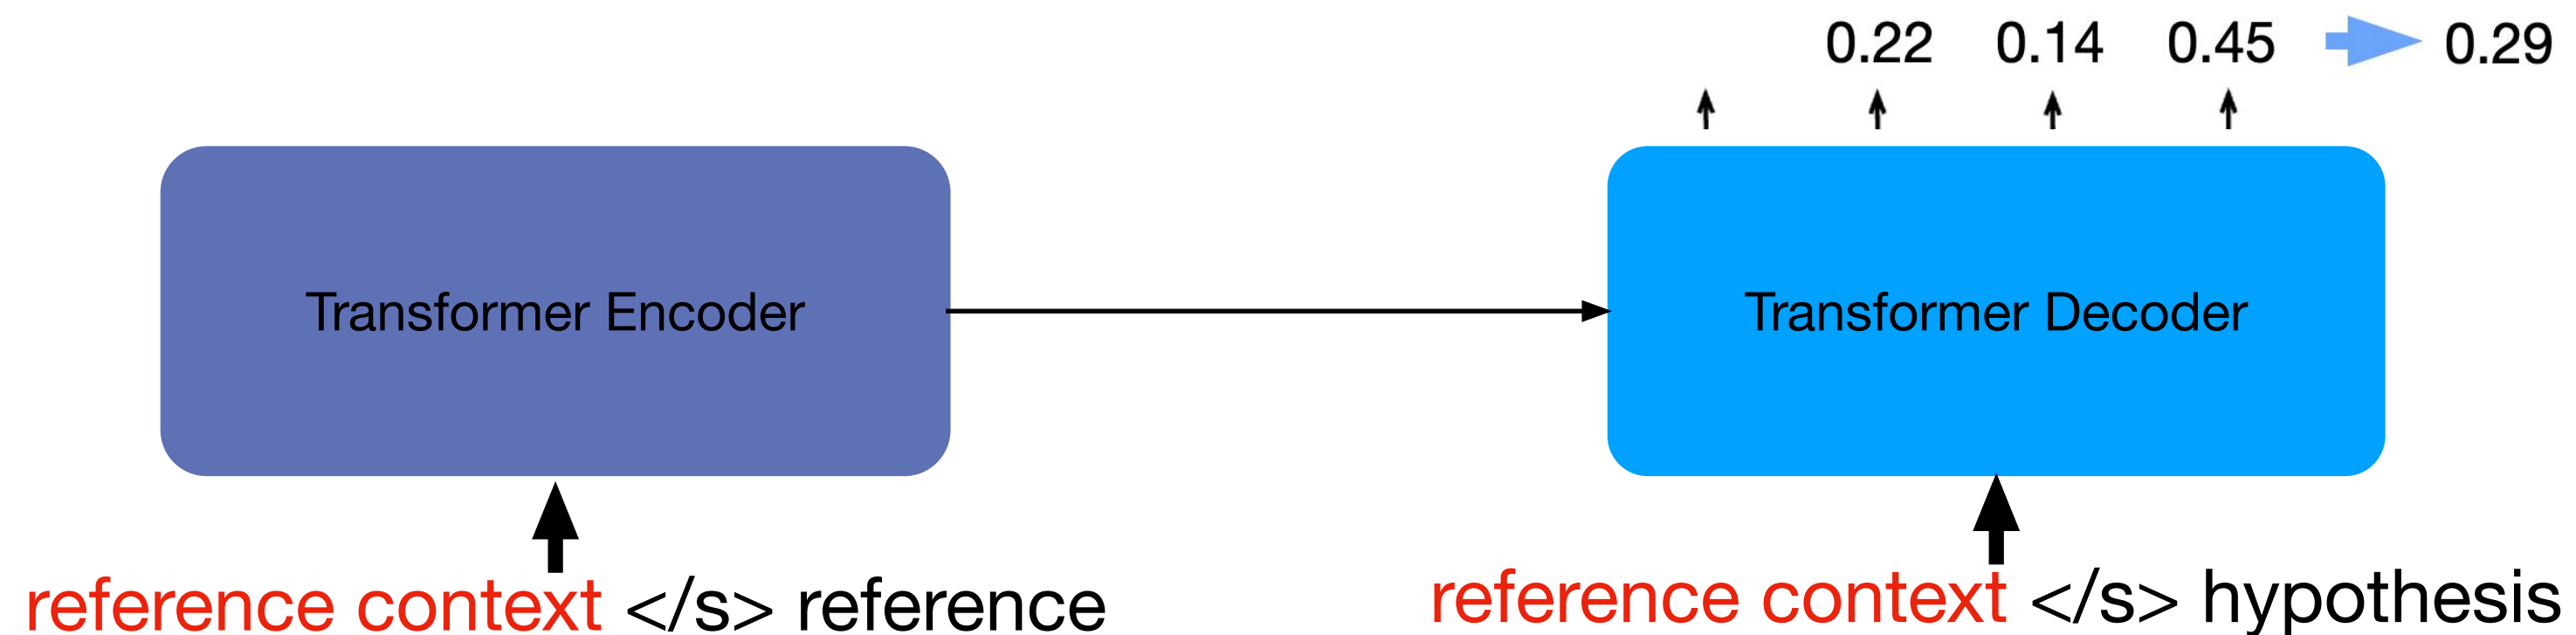 0.22 0.14 0.45 0.29
Transformer Encoder
Transformer Decoder
reference context </s> reference
reference context </s> hypothesis